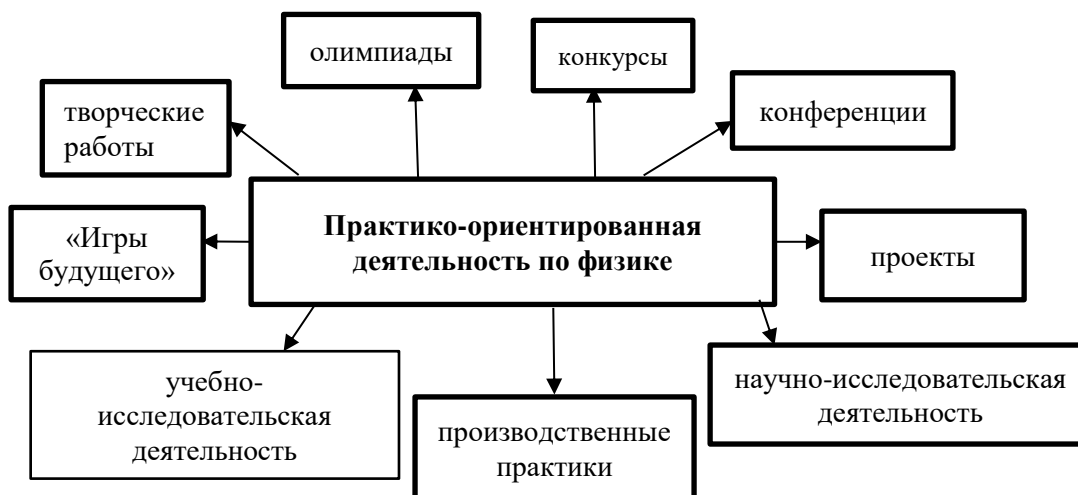 олимпиады
конкурсы
творческие
работы
конференции
Практико-ориентированная
деятельность по физике
«Игры
будущего»
проекты
учебно-
исследовательская
деятельность
производственные
практики
научно-исследовательская
деятельность